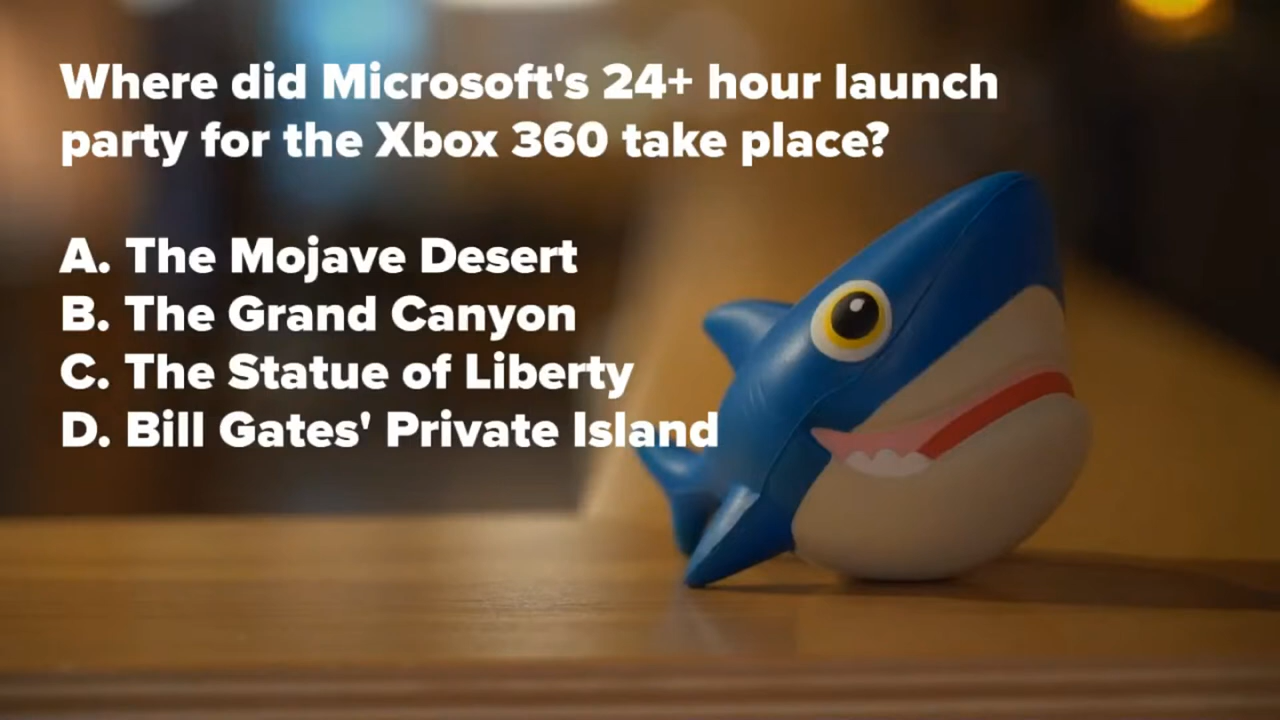 Where did Microsoft's 24+ hour launch
party for the Xbox 360 take place?
A. The Mojave Desert
B. The Grand Canyon
C. The Statue of Liberty
D. Bill Gates' Private Island